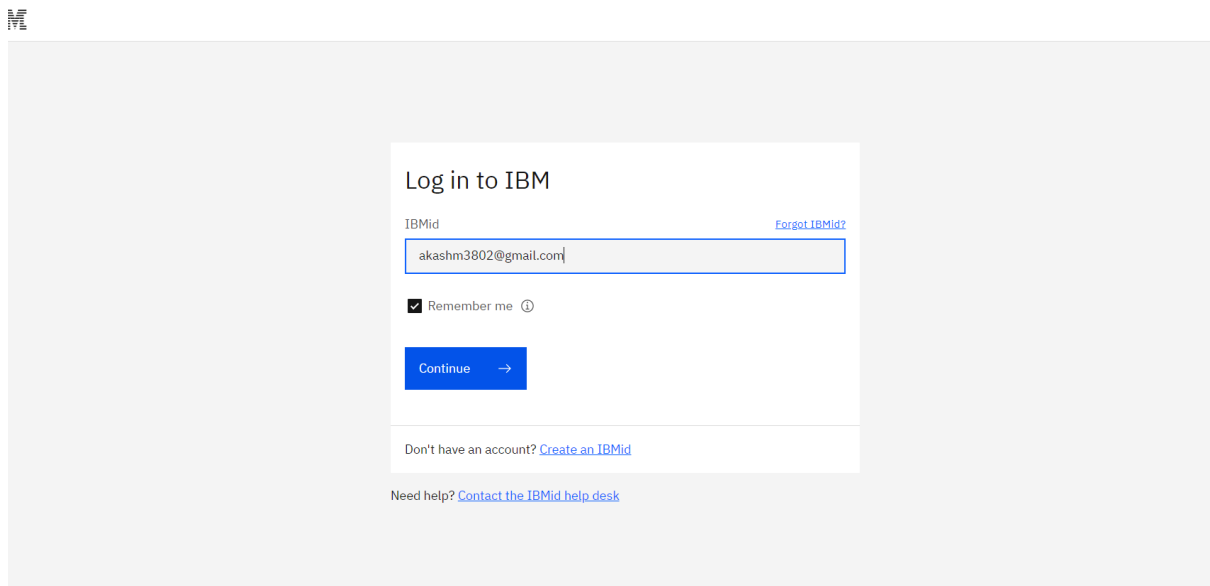 Log in to IBM
IBMid Forgot IBMid?
akashm3802@gmail.com
Remember me
Continue
Don't have an account? Create an IBMid
Need help? Contact the IBMid help desk